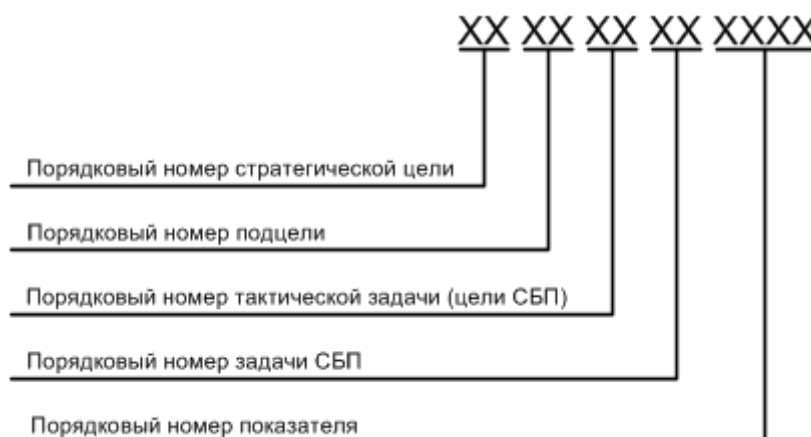 XX XX XX XX XXXX
Порядковый номер стратегической цели
Порядковый номер подцели
Порядковый номер тактической задачи (цели СБП)
Порядковый номер задачи СБП
Порядковый номер показателя